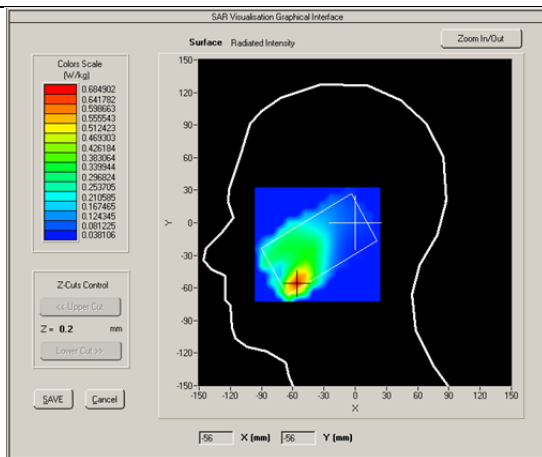 SAR Visualisation Graphical Interface
Surface Radiated Intensity
Zoom In/Out
Colors Scale
(W/kg)
0.684902
0.641782
0.598663
0.555543
0.512423
0.469303
0.426184
0.383064
0.339944
0.296824
0.253705
0.210585
0.167465
0.124345
0.081225
0.038106
Z-Cuts Control
<< Upper Cut
Z = 0.2 mm
Lower Cut >>
SAVE Cancel
150-
120-
90-
60-
30-
0-
-30-
-60-
-90-
-120-
-150-
Y
-150 -120 -90 -60 -30 0 30 60 90 120 150
X
-56 X (mm) -56 Y (mm)